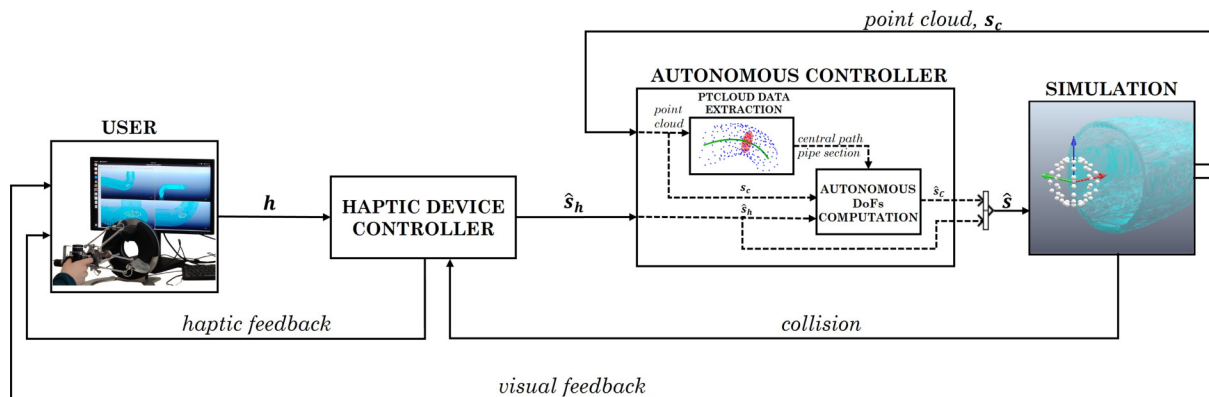 point cloud, s_c
AUTONOMOUS CONTROLLER
SIMULATION
PTCLOUD DATA
EXTRACTION
point
cloud
USER
central path
pipe section
h
HAPTIC DEVICE
CONTROLLER
ŝ_h
s_c
ŝ_h
AUTONOMOUS
DoFs
COMPUTATION
ŝ_c
ŝ
haptic feedback
collision
visual feedback